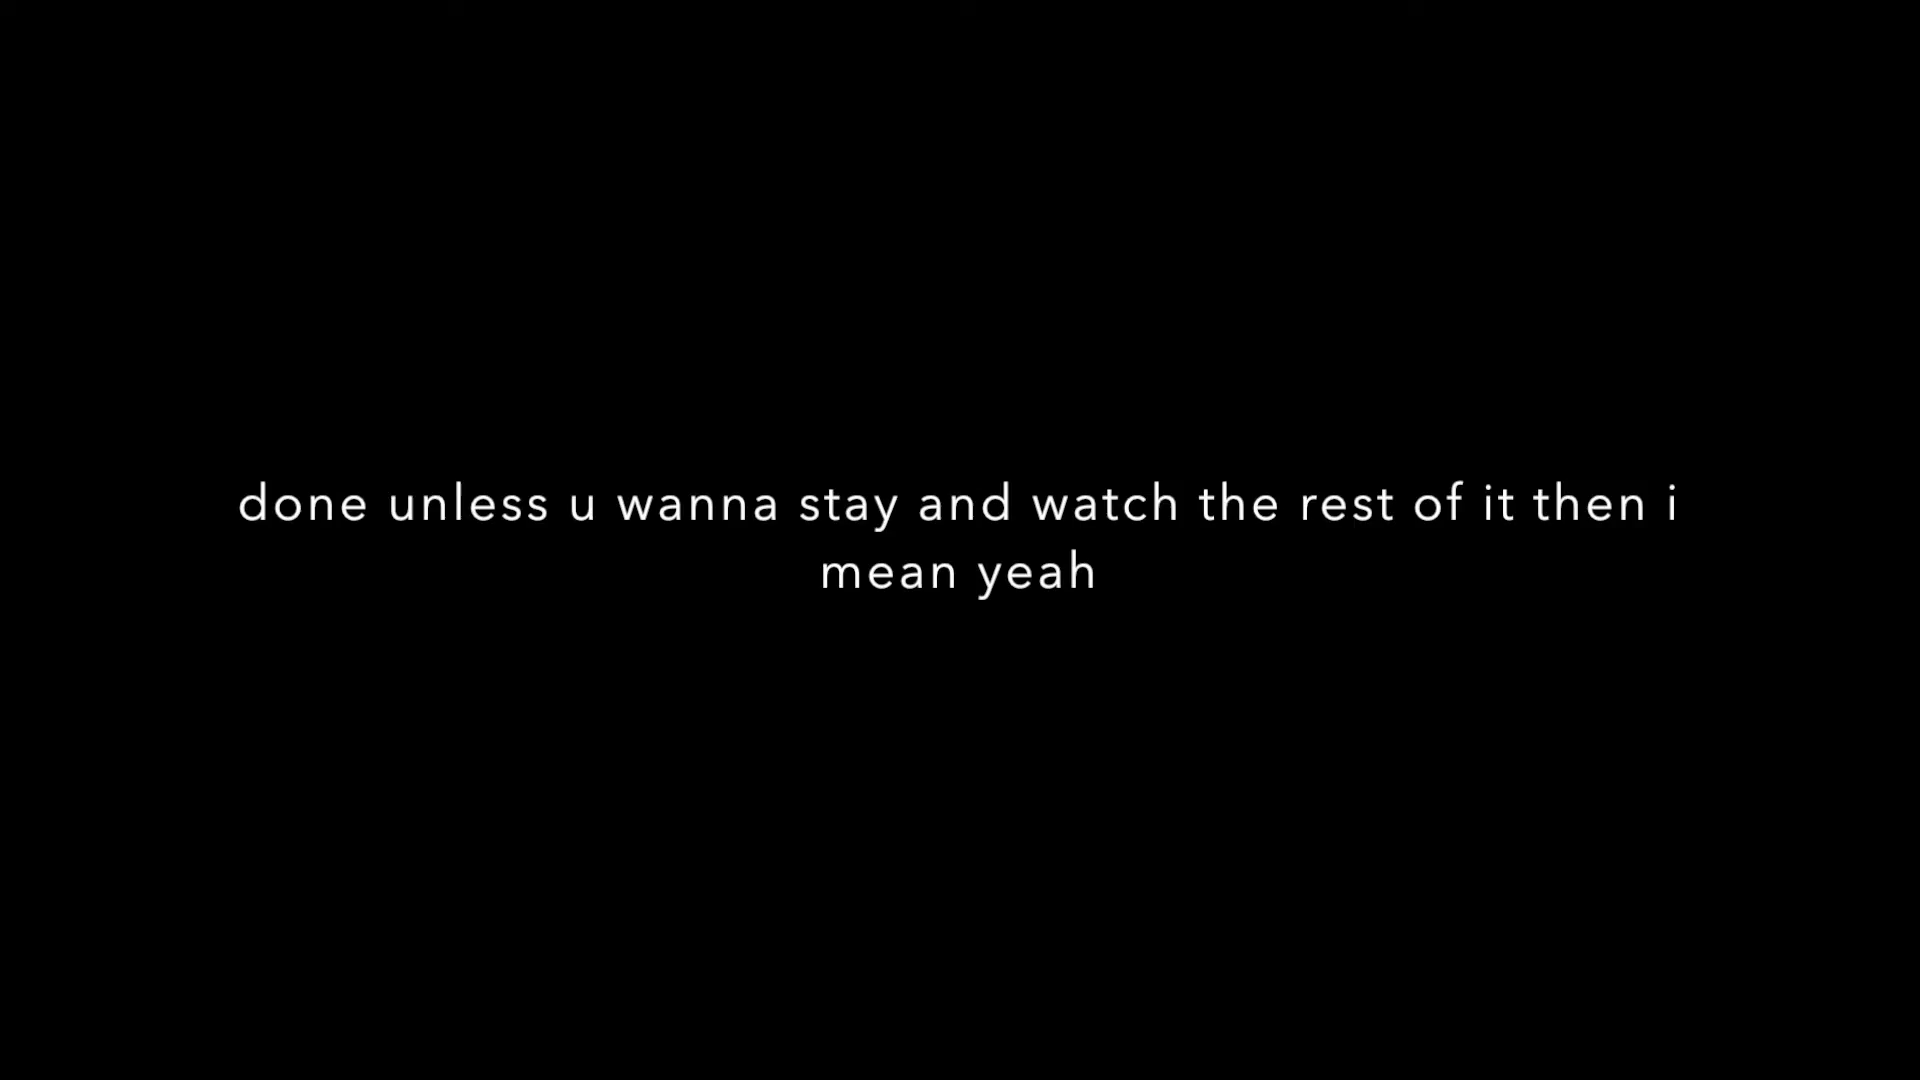 done unless u wanna stay and watch the rest of it then i
mean yeah